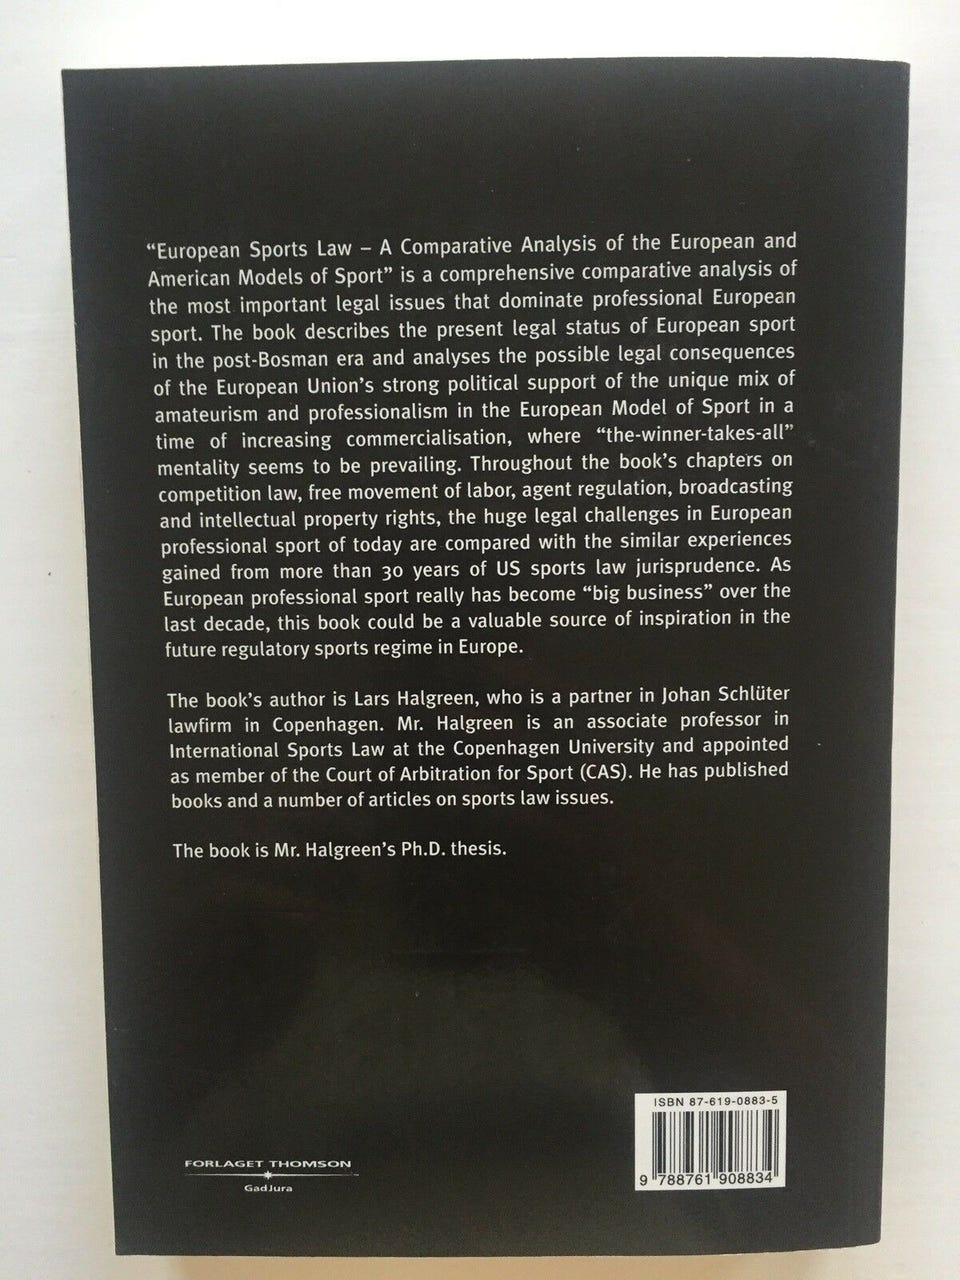 “European Sports Law – A Comparative Analysis of the European and
American Models of Sport” is a comprehensive comparative analysis of
the most important legal issues that dominate professional European
sport. The book describes the present legal status of European sport
in the post-Bosman era and analyses the possible legal consequences
of the European Union’s strong political support of the unique mix of
amateurism and professionalism in the European Model of Sport in a
time of increasing commercialisation, where “the-winner-takes-all”
mentality seems to be prevailing. Throughout the book’s chapters on
competition law, free movement of labor, agent regulation, broadcasting
and intellectual property rights, the huge legal challenges in European
professional sport of today are compared with the similar experiences
gained from more than 30 years of US sports law jurisprudence. As
European professional sport really has become “big business” over the
last decade, this book could be a valuable source of inspiration in the
future regulatory sports regime in Europe.
The book’s author is Lars Halgreen, who is a partner in Johan Schlüter
lawfirm in Copenhagen. Mr. Halgreen is an associate professor in
International Sports Law at the Copenhagen University and appointed
as member of the Court of Arbitration for Sport (CAS). He has published
books and a number of articles on sports law issues.
The book is Mr. Halgreen’s Ph.D. thesis.
ISBN 87-619-0883-5
9 788761 908834
FORLAGET THOMSON
GadJura